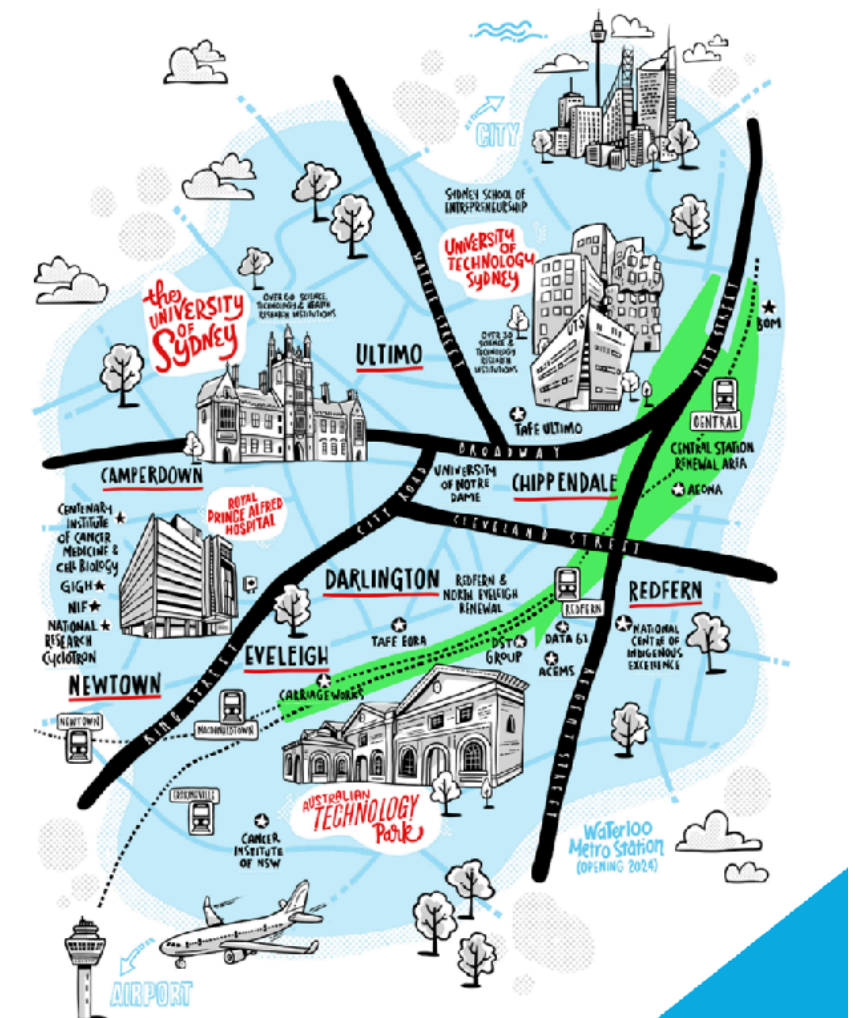 CITY
SYDNEY SCHOOL OF
ENTREPRENEURSHIP
UNIVERSITY
OF
TECHNOLOGY
SYDNEY
the
UNIVERSITY
OF
SYDNEY
OVER 60 SCIENCE,
TECHNOLOGY & HEALTH
RESEARCH INSTITUTIONS
WATTLE STREET
PITT STREET
BOM
UTS
OVER 30
SCIENCE &
TECHNOLOGY
RESEARCH
INSTITUTIONS
ULTIMO
TAFE ULTIMO
CENTRAL
BROADWAY
CENTRAL STATION
RENEWAL AREA
CAMPERDOWN
UNIVERSITY
OF NOTRE
DAME
CHIPPENDALE
AEONA
CITY ROAD
CLEVELAND STREET
ROYAL
PRINCE ALFRED
HOSPITAL
CENTENARY
INSTITUTE
OF CANCER
MEDICINE &
CELL BIOLOGY
GIGH
NIF
NATIONAL
RESEARCH
CYCLOTRON
DARLINGTON
REDFERN &
NORTH EVELEIGH
RENEWAL
REDFERN
REDFERN
TAFE EORA
DST
GROUP
DATA 61
ACEMS
NATIONAL
CENTRE OF
INDIGENOUS
EXCELLENCE
EVELEIGH
NEWTOWN
CARRIAGEWORKS
KING STREET
NEWTOWN
MACDONALDTOWN
REGENT STREET
ERSKINEVILLE
AUSTRALIAN
TECHNOLOGY
Park
CANCER
INSTITUTE
OF NSW
Waterloo
Metro Station
(OPENING 2024)
AIRPORT